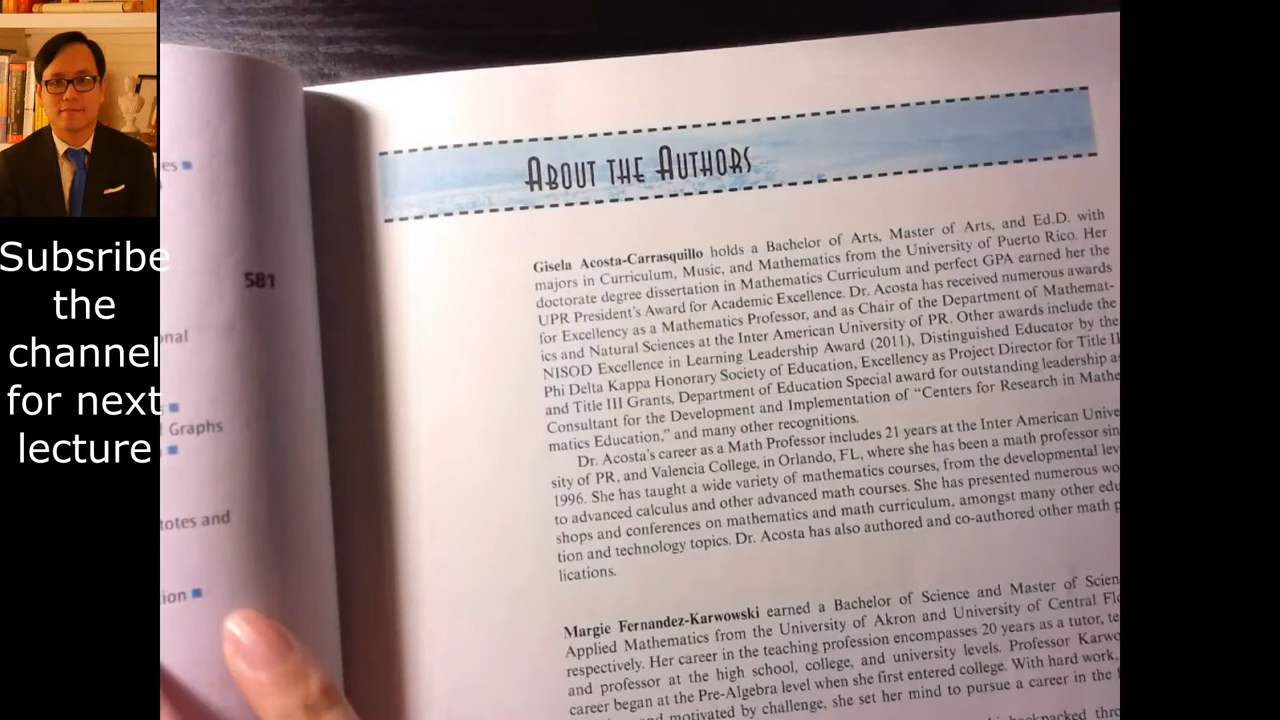 Subsribe
the
channel
for next
lecture
es
581
nal
Graphs
totes and
ion
ABOUT THE AUTHORS
Gisela Acosta-Carrasquillo holds a Bachelor of Arts, Master of Arts, and Ed.D. with
majors in Curriculum, Music, and Mathematics from the University of Puerto Rico. Her
doctorate degree dissertation in Mathematics Curriculum and perfect GPA earned her the
UPR President's Award for Academic Excellence. Dr. Acosta has received numerous awards
for Excellency as a Mathematics Professor, and as Chair of the Department of Mathemat-
ics and Natural Sciences at the Inter American University of PR. Other awards include the
NISOD Excellence in Learning Leadership Award (2011), Distinguished Educator by the
Phi Delta Kappa Honorary Society of Education, Excellency as Project Director for Title II
and Title III Grants, Department of Education Special award for outstanding leadership a
Consultant for the Development and Implementation of “Centers for Research in Mathe
matics Education,” and many other recognitions.
Dr. Acosta's career as a Math Professor includes 21 years at the Inter American Unive
sity of PR, and Valencia College, in Orlando, FL, where she has been a math professor sin
1996. She has taught a wide variety of mathematics courses, from the developmental lev
to advanced calculus and other advanced math courses. She has presented numerous wo
shops and conferences on mathematics and math curriculum, amongst many other edu
tion and technology topics. Dr. Acosta has also authored and co-authored other math p
lications.
Margie Fernandez-Karwowski earned a Bachelor of Science and Master of Scien
Applied Mathematics from the University of Akron and University of Central Flo
respectively. Her career in the teaching profession encompasses 20 years as a tutor, te
and professor at the high school, college, and university levels. Professor Karwo
career began at the Pre-Algebra level when she first entered college. With hard work,
motivated by challenge, she set her mind to pursue a career in the
backpacked thro